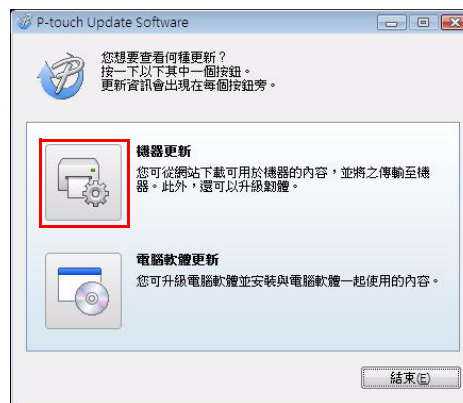 P-touch Update Software
您想要查看何種更新？
按一下以下其中一個按鈕。
更新資訊會出現在每個按鈕旁。
機器更新
您可從網站下載可用於機器的內容，並將之傳輸至機
器。此外，還可以升級韌體。
電腦軟體更新
您可升級電腦軟體並安裝與電腦軟體一起使用的內容。
結束(E)